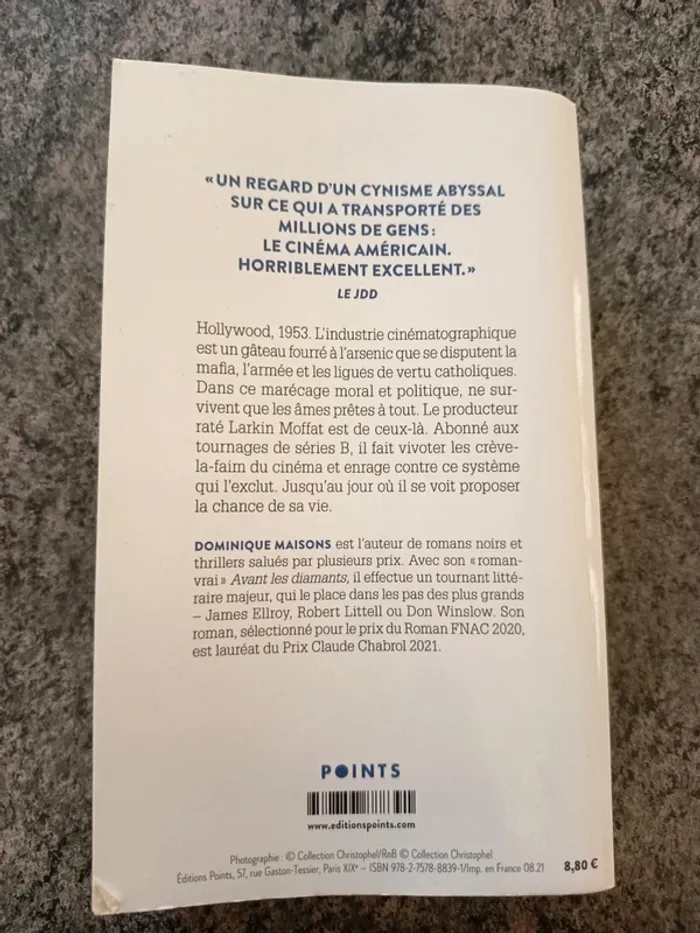 « UN REGARD D'UN CYNISME ABYSSAL
SUR CE QUI A TRANSPORTÉ DES
MILLIONS DE GENS :
LE CINÉMA AMÉRICAIN.
HORRIBLEMENT EXCELLENT. »
LE JDD
Hollywood, 1953. L'industrie cinématographique
est un gâteau fourré à l'arsenic que se disputent la
mafia, l'armée et les ligues de vertu catholiques.
Dans ce marécage moral et politique, ne sur-
vivent que les âmes prêtes à tout. Le producteur
raté Larkin Moffat est de ceux-là. Abonné aux
tournages de séries B, il fait vivoter les crève-
la-faim du cinéma et enrage contre ce système
qui l'exclut. Jusqu'au jour où il se voit proposer
la chance de sa vie.
DOMINIQUE MAISONS est l'auteur de romans noirs et
thrillers salués par plusieurs prix. Avec son « roman-
vrai » Avant les diamants, il effectue un tournant litté-
raire majeur, qui le place dans les pas des plus grands
– James Ellroy, Robert Littell ou Don Winslow. Son
roman, sélectionné pour le prix du Roman FNAC 2020,
est lauréat du Prix Claude Chabrol 2021.
POINTS
www.editionspoints.com
Photographie : © Collection Christophel/RnB © Collection Christophel
Éditions Points, 57, rue Gaston-Tessier, Paris XIXe – ISBN 978-2-7578-8839-1/Imp. en France 08.21
8,80 €